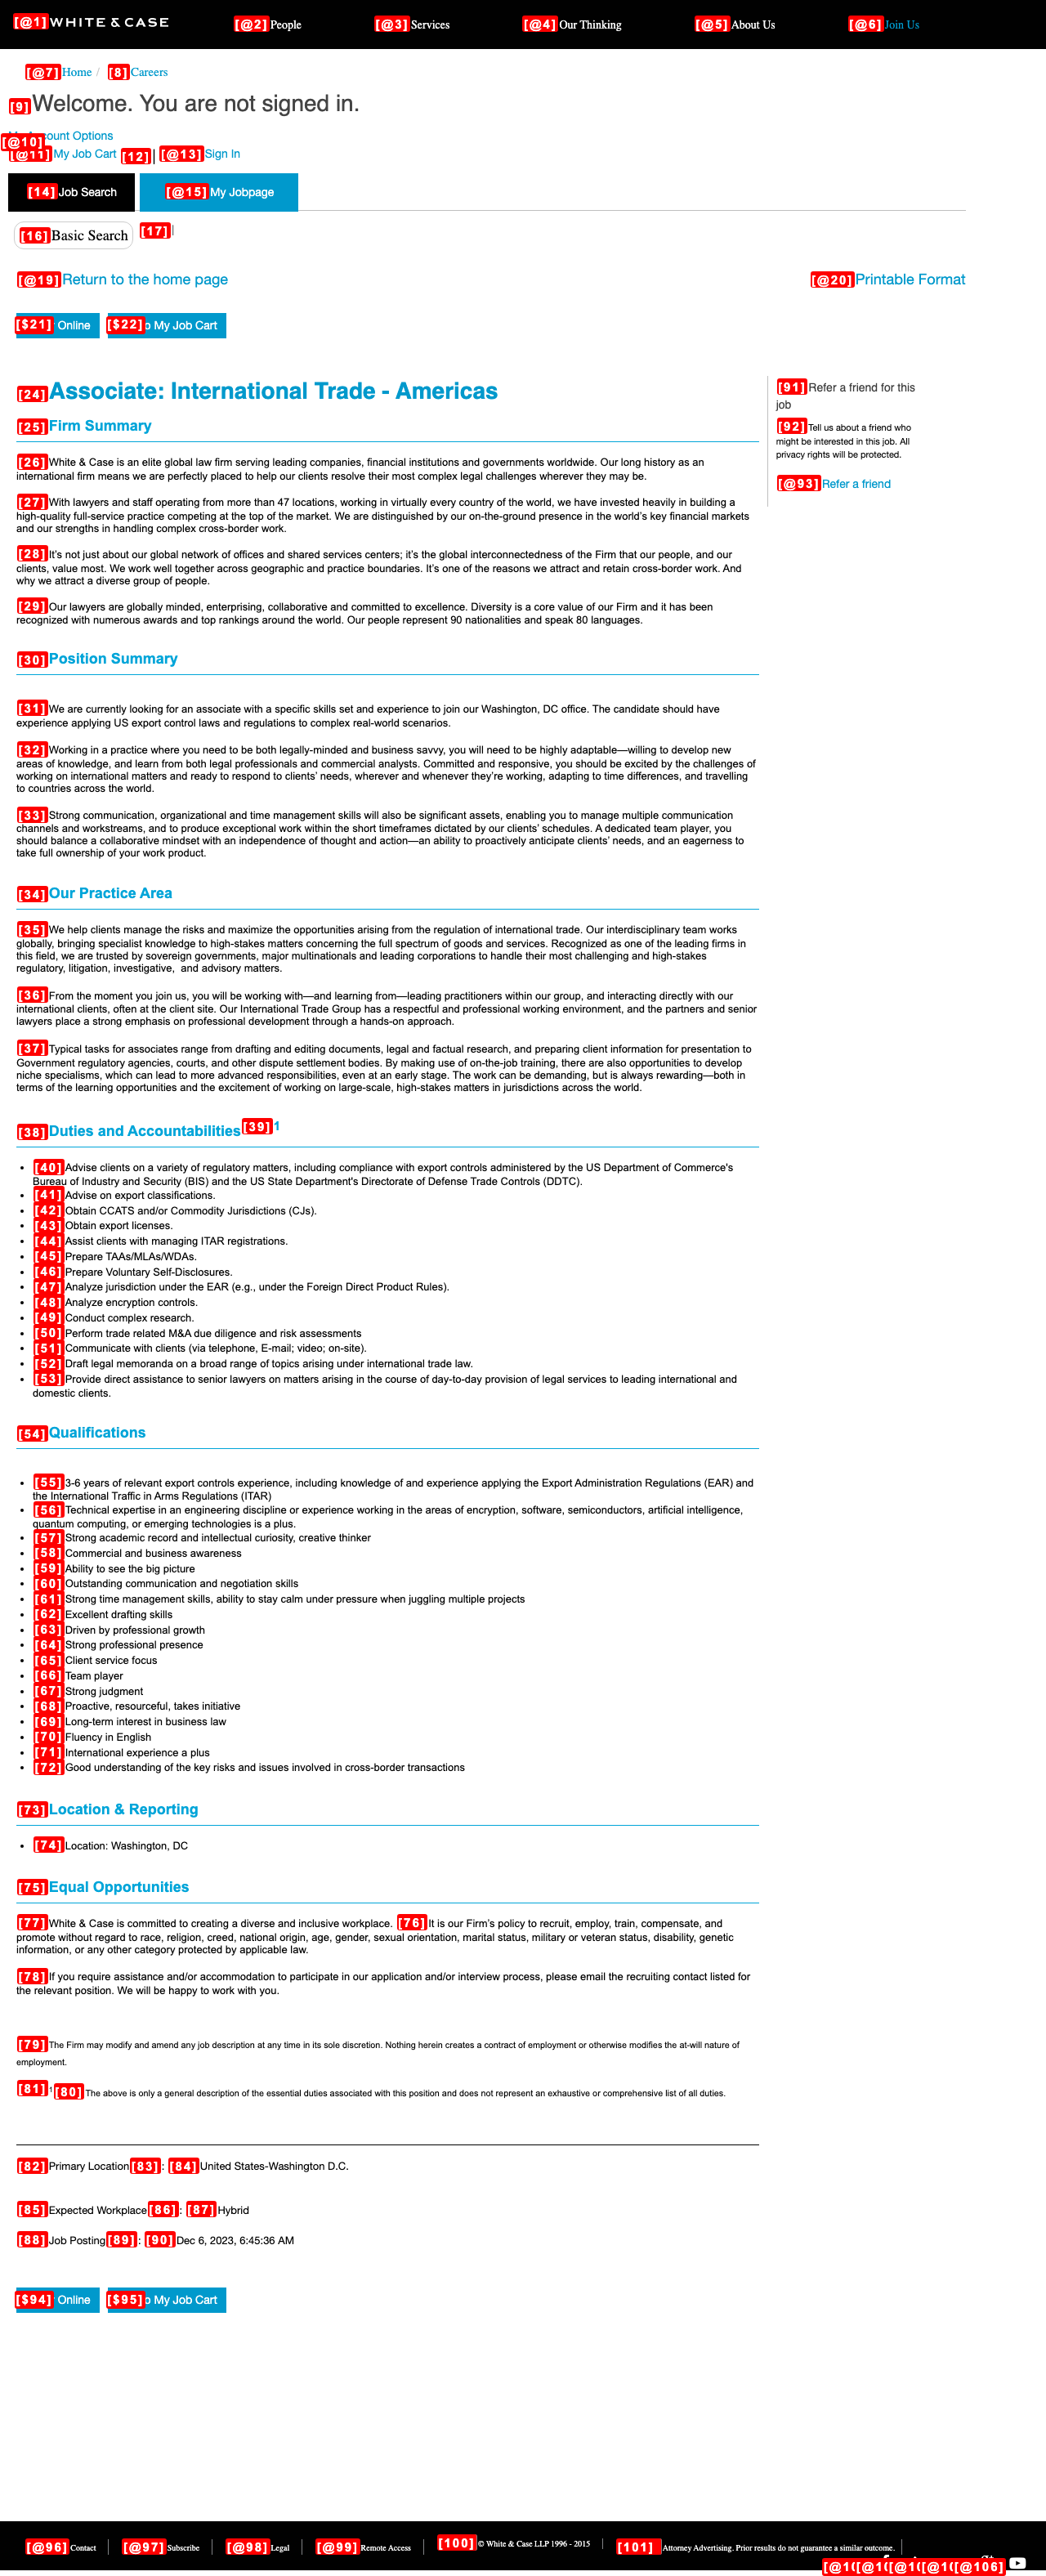 [@1] WHITE & CASE [@2] People [@3] Services [@4] Our Thinking [@5] About Us [@6] Join Us
[@7] Home / [8] Careers
[9] Welcome. You are not signed in.
[@10] ount Options
[@11] My Job Cart [12] | [@13] Sign In
[14] Job Search [@15] My Jobpage
[16] Basic Search [17] |
[@19] Return to the home page [@20] Printable Format
[$21] Online [$22] o My Job Cart
[24] Associate: International Trade - Americas
[25] Firm Summary
[26] White & Case is an elite global law firm serving leading companies, financial institutions and governments worldwide. Our long history as an
international firm means we are perfectly placed to help our clients resolve their most complex legal challenges wherever they may be.
[27] With lawyers and staff operating from more than 47 locations, working in virtually every country of the world, we have invested heavily in building a
high-quality full-service practice competing at the top of the market. We are distinguished by our on-the-ground presence in the world's key financial markets
and our strengths in handling complex cross-border work.
[28] It's not just about our global network of offices and shared services centers; it's the global interconnectedness of the Firm that our people, and our
clients, value most. We work well together across geographic and practice boundaries. It's one of the reasons we attract and retain cross-border work. And
why we attract a diverse group of people.
[29] Our lawyers are globally minded, enterprising, collaborative and committed to excellence. Diversity is a core value of our Firm and it has been
recognized with numerous awards and top rankings around the world. Our people represent 90 nationalities and speak 80 languages.
[30] Position Summary
[31] We are currently looking for an associate with a specific skills set and experience to join our Washington, DC office. The candidate should have
experience applying US export control laws and regulations to complex real-world scenarios.
[32] Working in a practice where you need to be both legally-minded and business savvy, you will need to be highly adaptable—willing to develop new
areas of knowledge, and learn from both legal professionals and commercial analysts. Committed and responsive, you should be excited by the challenges of
working on international matters and ready to respond to clients' needs, wherever and whenever they're working, adapting to time differences, and travelling
to countries across the world.
[33] Strong communication, organizational and time management skills will also be significant assets, enabling you to manage multiple communication
channels and workstreams, and to produce exceptional work within the short timeframes dictated by our clients' schedules. A dedicated team player, you
should balance a collaborative mindset with an independence of thought and action—an ability to proactively anticipate clients' needs, and an eagerness to
take full ownership of your work product.
[34] Our Practice Area
[35] We help clients manage the risks and maximize the opportunities arising from the regulation of international trade. Our interdisciplinary team works
globally, bringing specialist knowledge to high-stakes matters concerning the full spectrum of goods and services. Recognized as one of the leading firms in
this field, we are trusted by sovereign governments, major multinationals and leading corporations to handle their most challenging and high-stakes
regulatory, litigation, investigative, and advisory matters.
[36] From the moment you join us, you will be working with—and learning from—leading practitioners within our group, and interacting directly with our
international clients, often at the client site. Our International Trade Group has a respectful and professional working environment, and the partners and senior
lawyers place a strong emphasis on professional development through a hands-on approach.
[37] Typical tasks for associates range from drafting and editing documents, legal and factual research, and preparing client information for presentation to
Government regulatory agencies, courts, and other dispute settlement bodies. By making use of on-the-job training, there are also opportunities to develop
niche specialisms, which can lead to more advanced responsibilities, even at an early stage. The work can be demanding, but is always rewarding—both in
terms of the learning opportunities and the excitement of working on large-scale, high-stakes matters in jurisdictions across the world.
[38] Duties and Accountabilities [39] 1
• [40] Advise clients on a variety of regulatory matters, including compliance with export controls administered by the US Department of Commerce's
Bureau of Industry and Security (BIS) and the US State Department's Directorate of Defense Trade Controls (DDTC).
• [41] Advise on export classifications.
• [42] Obtain CCATS and/or Commodity Jurisdictions (CJs).
• [43] Obtain export licenses.
• [44] Assist clients with managing ITAR registrations.
• [45] Prepare TAAs/MLAs/WDAs.
• [46] Prepare Voluntary Self-Disclosures.
• [47] Analyze jurisdiction under the EAR (e.g., under the Foreign Direct Product Rules).
• [48] Analyze encryption controls.
• [49] Conduct complex research.
• [50] Perform trade related M&A due diligence and risk assessments
• [51] Communicate with clients (via telephone, E-mail; video; on-site).
• [52] Draft legal memoranda on a broad range of topics arising under international trade law.
• [53] Provide direct assistance to senior lawyers on matters arising in the course of day-to-day provision of legal services to leading international and
domestic clients.
[54] Qualifications
• [55] 3-6 years of relevant export controls experience, including knowledge of and experience applying the Export Administration Regulations (EAR) and
the International Traffic in Arms Regulations (ITAR)
• [56] Technical expertise in an engineering discipline or experience working in the areas of encryption, software, semiconductors, artificial intelligence,
quantum computing, or emerging technologies is a plus.
• [57] Strong academic record and intellectual curiosity, creative thinker
• [58] Commercial and business awareness
• [59] Ability to see the big picture
• [60] Outstanding communication and negotiation skills
• [61] Strong time management skills, ability to stay calm under pressure when juggling multiple projects
• [62] Excellent drafting skills
• [63] Driven by professional growth
• [64] Strong professional presence
• [65] Client service focus
• [66] Team player
• [67] Strong judgment
• [68] Proactive, resourceful, takes initiative
• [69] Long-term interest in business law
• [70] Fluency in English
• [71] International experience a plus
• [72] Good understanding of the key risks and issues involved in cross-border transactions
[73] Location & Reporting
• [74] Location: Washington, DC
[75] Equal Opportunities
[77] White & Case is committed to creating a diverse and inclusive workplace. [76] It is our Firm's policy to recruit, employ, train, compensate, and
promote without regard to race, religion, creed, national origin, age, gender, sexual orientation, marital status, military or veteran status, disability, genetic
information, or any other category protected by applicable law.
[78] If you require assistance and/or accommodation to participate in our application and/or interview process, please email the recruiting contact listed for
the relevant position. We will be happy to work with you.
[79] The Firm may modify and amend any job description at any time in its sole discretion. Nothing herein creates a contract of employment or otherwise modifies the at-will nature of
employment.
[81] 1 [80] The above is only a general description of the essential duties associated with this position and does not represent an exhaustive or comprehensive list of all duties.
[82] Primary Location [83] : [84] United States-Washington D.C.
[85] Expected Workplace [86] : [87] Hybrid
[88] Job Posting [89] : [90] Dec 6, 2023, 6:45:36 AM
[$94] Online [$95] o My Job Cart
[91] Refer a friend for this
job
[92] Tell us about a friend who
might be interested in this job. All
privacy rights will be protected.
[@93] Refer a friend
[@96] Contact [@97] Subscribe [@98] Legal [@99] Remote Access [100] © White & Case LLP 1996 - 2015 [101] Attorney Advertising. Prior results do not guarantee a similar outcome.
[@106]